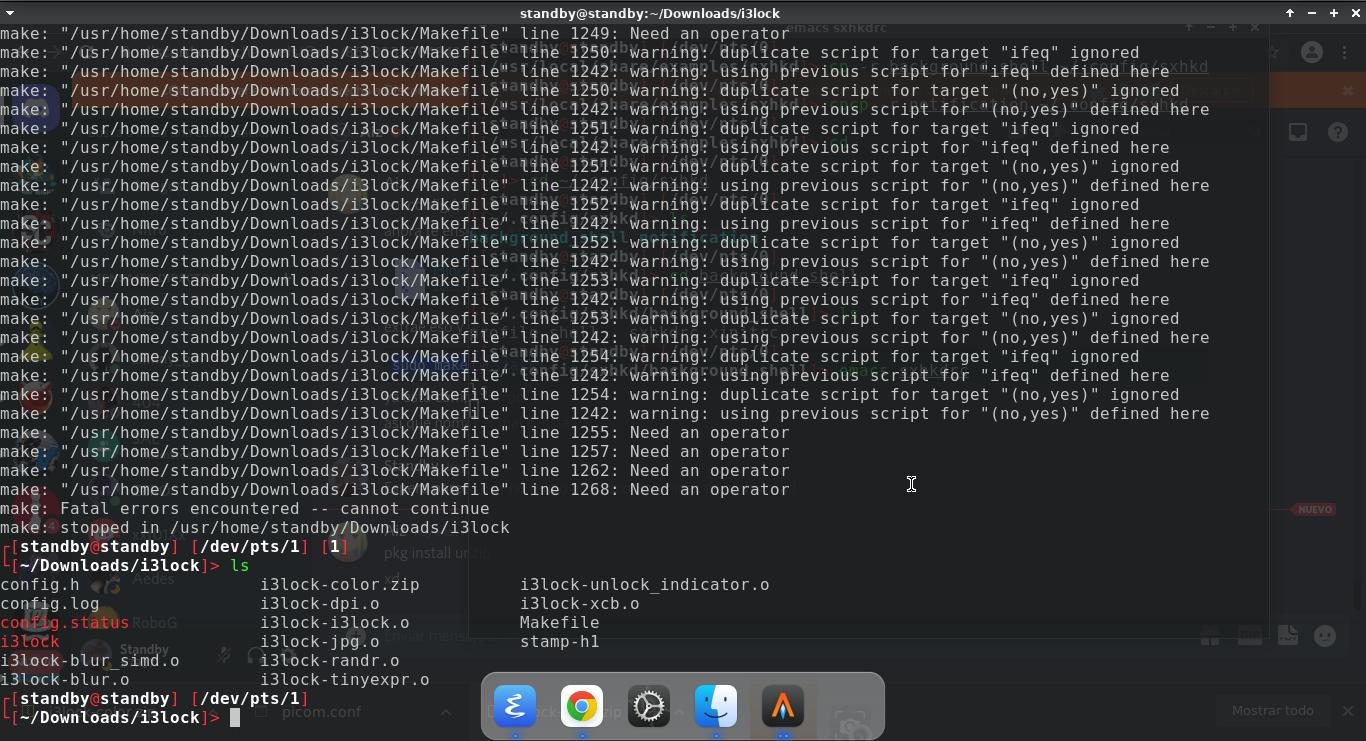 standby@standby:~/Downloads/i3lock
make: "/usr/home/standby/Downloads/i3lock/Makefile" line 1249: Need an operator
make: "/usr/home/standby/Downloads/i3lock/Makefile" line 1250: warning: duplicate script for target "ifeq" ignored
make: "/usr/home/standby/Downloads/i3lock/Makefile" line 1242: warning: using previous script for "ifeq" defined here
make: "/usr/home/standby/Downloads/i3lock/Makefile" line 1250: warning: duplicate script for target "(no,yes)" ignored
make: "/usr/home/standby/Downloads/i3lock/Makefile" line 1242: warning: using previous script for "(no,yes)" defined here
make: "/usr/home/standby/Downloads/i3lock/Makefile" line 1251: warning: duplicate script for target "ifeq" ignored
make: "/usr/home/standby/Downloads/i3lock/Makefile" line 1242: warning: using previous script for "ifeq" defined here
make: "/usr/home/standby/Downloads/i3lock/Makefile" line 1251: warning: duplicate script for target "(no,yes)" ignored
make: "/usr/home/standby/Downloads/i3lock/Makefile" line 1242: warning: using previous script for "(no,yes)" defined here
make: "/usr/home/standby/Downloads/i3lock/Makefile" line 1252: warning: duplicate script for target "ifeq" ignored
make: "/usr/home/standby/Downloads/i3lock/Makefile" line 1242: warning: using previous script for "ifeq" defined here
make: "/usr/home/standby/Downloads/i3lock/Makefile" line 1252: warning: duplicate script for target "(no,yes)" ignored
make: "/usr/home/standby/Downloads/i3lock/Makefile" line 1242: warning: using previous script for "(no,yes)" defined here
make: "/usr/home/standby/Downloads/i3lock/Makefile" line 1253: warning: duplicate script for target "ifeq" ignored
make: "/usr/home/standby/Downloads/i3lock/Makefile" line 1242: warning: using previous script for "ifeq" defined here
make: "/usr/home/standby/Downloads/i3lock/Makefile" line 1253: warning: duplicate script for target "(no,yes)" ignored
make: "/usr/home/standby/Downloads/i3lock/Makefile" line 1242: warning: using previous script for "(no,yes)" defined here
make: "/usr/home/standby/Downloads/i3lock/Makefile" line 1254: warning: duplicate script for target "ifeq" ignored
make: "/usr/home/standby/Downloads/i3lock/Makefile" line 1242: warning: using previous script for "ifeq" defined here
make: "/usr/home/standby/Downloads/i3lock/Makefile" line 1254: warning: duplicate script for target "(no,yes)" ignored
make: "/usr/home/standby/Downloads/i3lock/Makefile" line 1242: warning: using previous script for "(no,yes)" defined here
make: "/usr/home/standby/Downloads/i3lock/Makefile" line 1255: Need an operator
make: "/usr/home/standby/Downloads/i3lock/Makefile" line 1257: Need an operator
make: "/usr/home/standby/Downloads/i3lock/Makefile" line 1262: Need an operator
make: "/usr/home/standby/Downloads/i3lock/Makefile" line 1268: Need an operator
make: Fatal errors encountered -- cannot continue
make: stopped in /usr/home/standby/Downloads/i3lock
[standby@standby] [/dev/pts/1] [1]
[~/Downloads/i3lock]> ls
config.h i3lock-color.zip i3lock-unlock_indicator.o
config.log i3lock-dpi.o i3lock-xcb.o
config.status i3lock-i3lock.o Makefile
i3lock i3lock-jpg.o stamp-h1
i3lock-blur_simd.o i3lock-randr.o
i3lock-blur.o i3lock-tinyexpr.o
[standby@standby] [/dev/pts/1]
[~/Downloads/i3lock]>
emacs sxhkdrc
NUEVO
pkg install unzip
xd
Aedes
RoboG
Standby
picom.conf
Mostrar todo